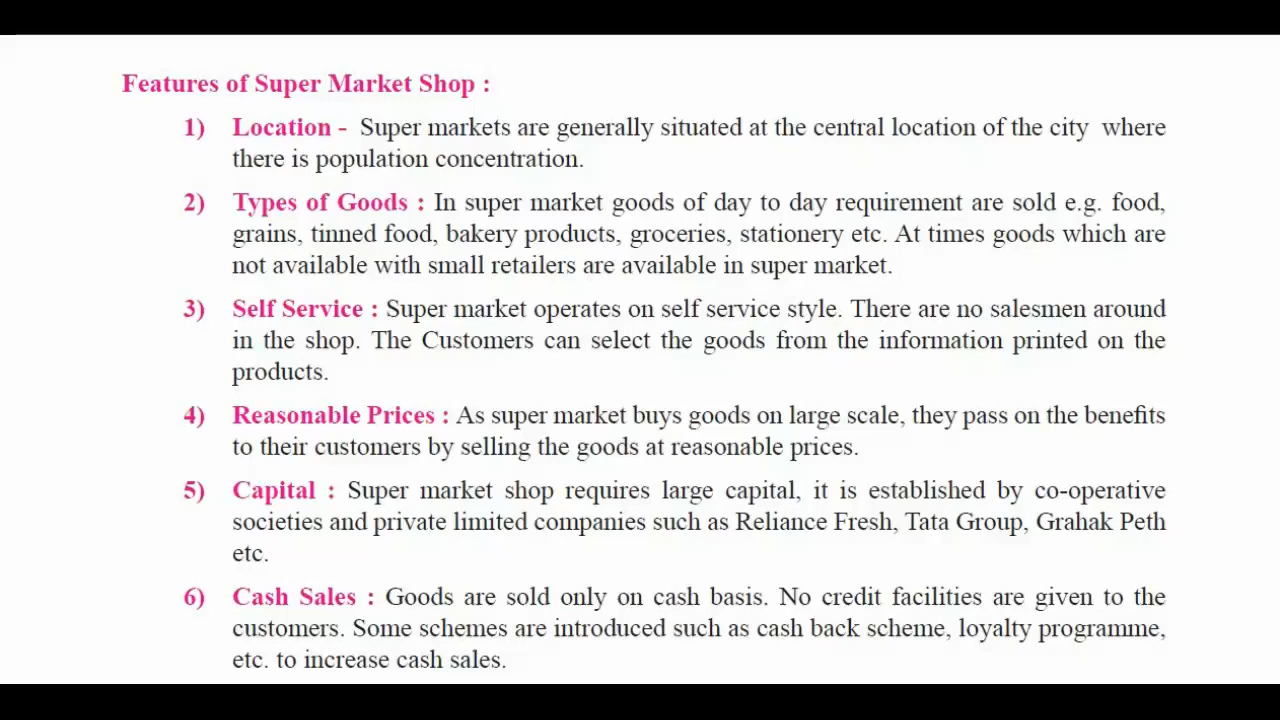 Features of Super Market Shop :
1) Location - Super markets are generally situated at the central location of the city where
there is population concentration.
2) Types of Goods : In super market goods of day to day requirement are sold e.g. food,
grains, tinned food, bakery products, groceries, stationery etc. At times goods which are
not available with small retailers are available in super market.
3) Self Service : Super market operates on self service style. There are no salesmen around
in the shop. The Customers can select the goods from the information printed on the
products.
4) Reasonable Prices : As super market buys goods on large scale, they pass on the benefits
to their customers by selling the goods at reasonable prices.
5) Capital : Super market shop requires large capital, it is established by co-operative
societies and private limited companies such as Reliance Fresh, Tata Group, Grahak Peth
etc.
6) Cash Sales : Goods are sold only on cash basis. No credit facilities are given to the
customers. Some schemes are introduced such as cash back scheme, loyalty programme,
etc. to increase cash sales.